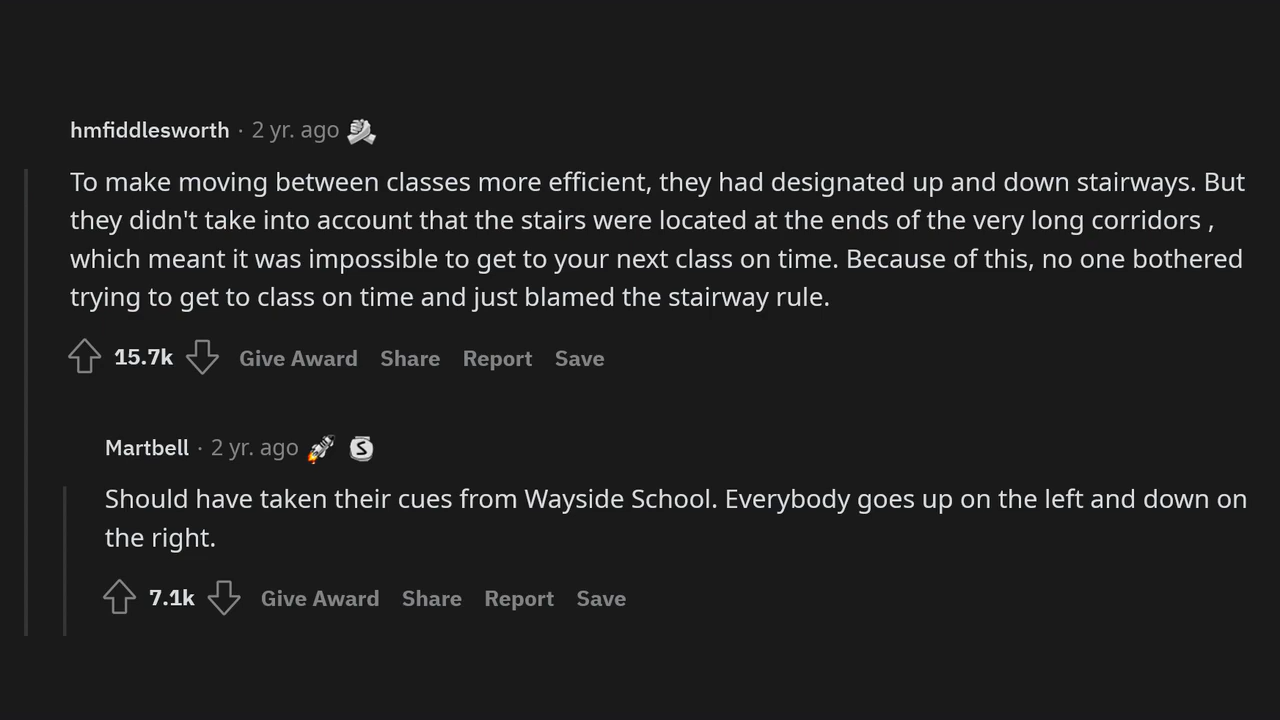 hmfiddlesworth · 2 yr. ago
To make moving between classes more efficient, they had designated up and down stairways. But
they didn't take into account that the stairs were located at the ends of the very long corridors ,
which meant it was impossible to get to your next class on time. Because of this, no one bothered
trying to get to class on time and just blamed the stairway rule.
15.7k Give Award Share Report Save
Martbell · 2 yr. ago S
Should have taken their cues from Wayside School. Everybody goes up on the left and down on
the right.
7.1k Give Award Share Report Save